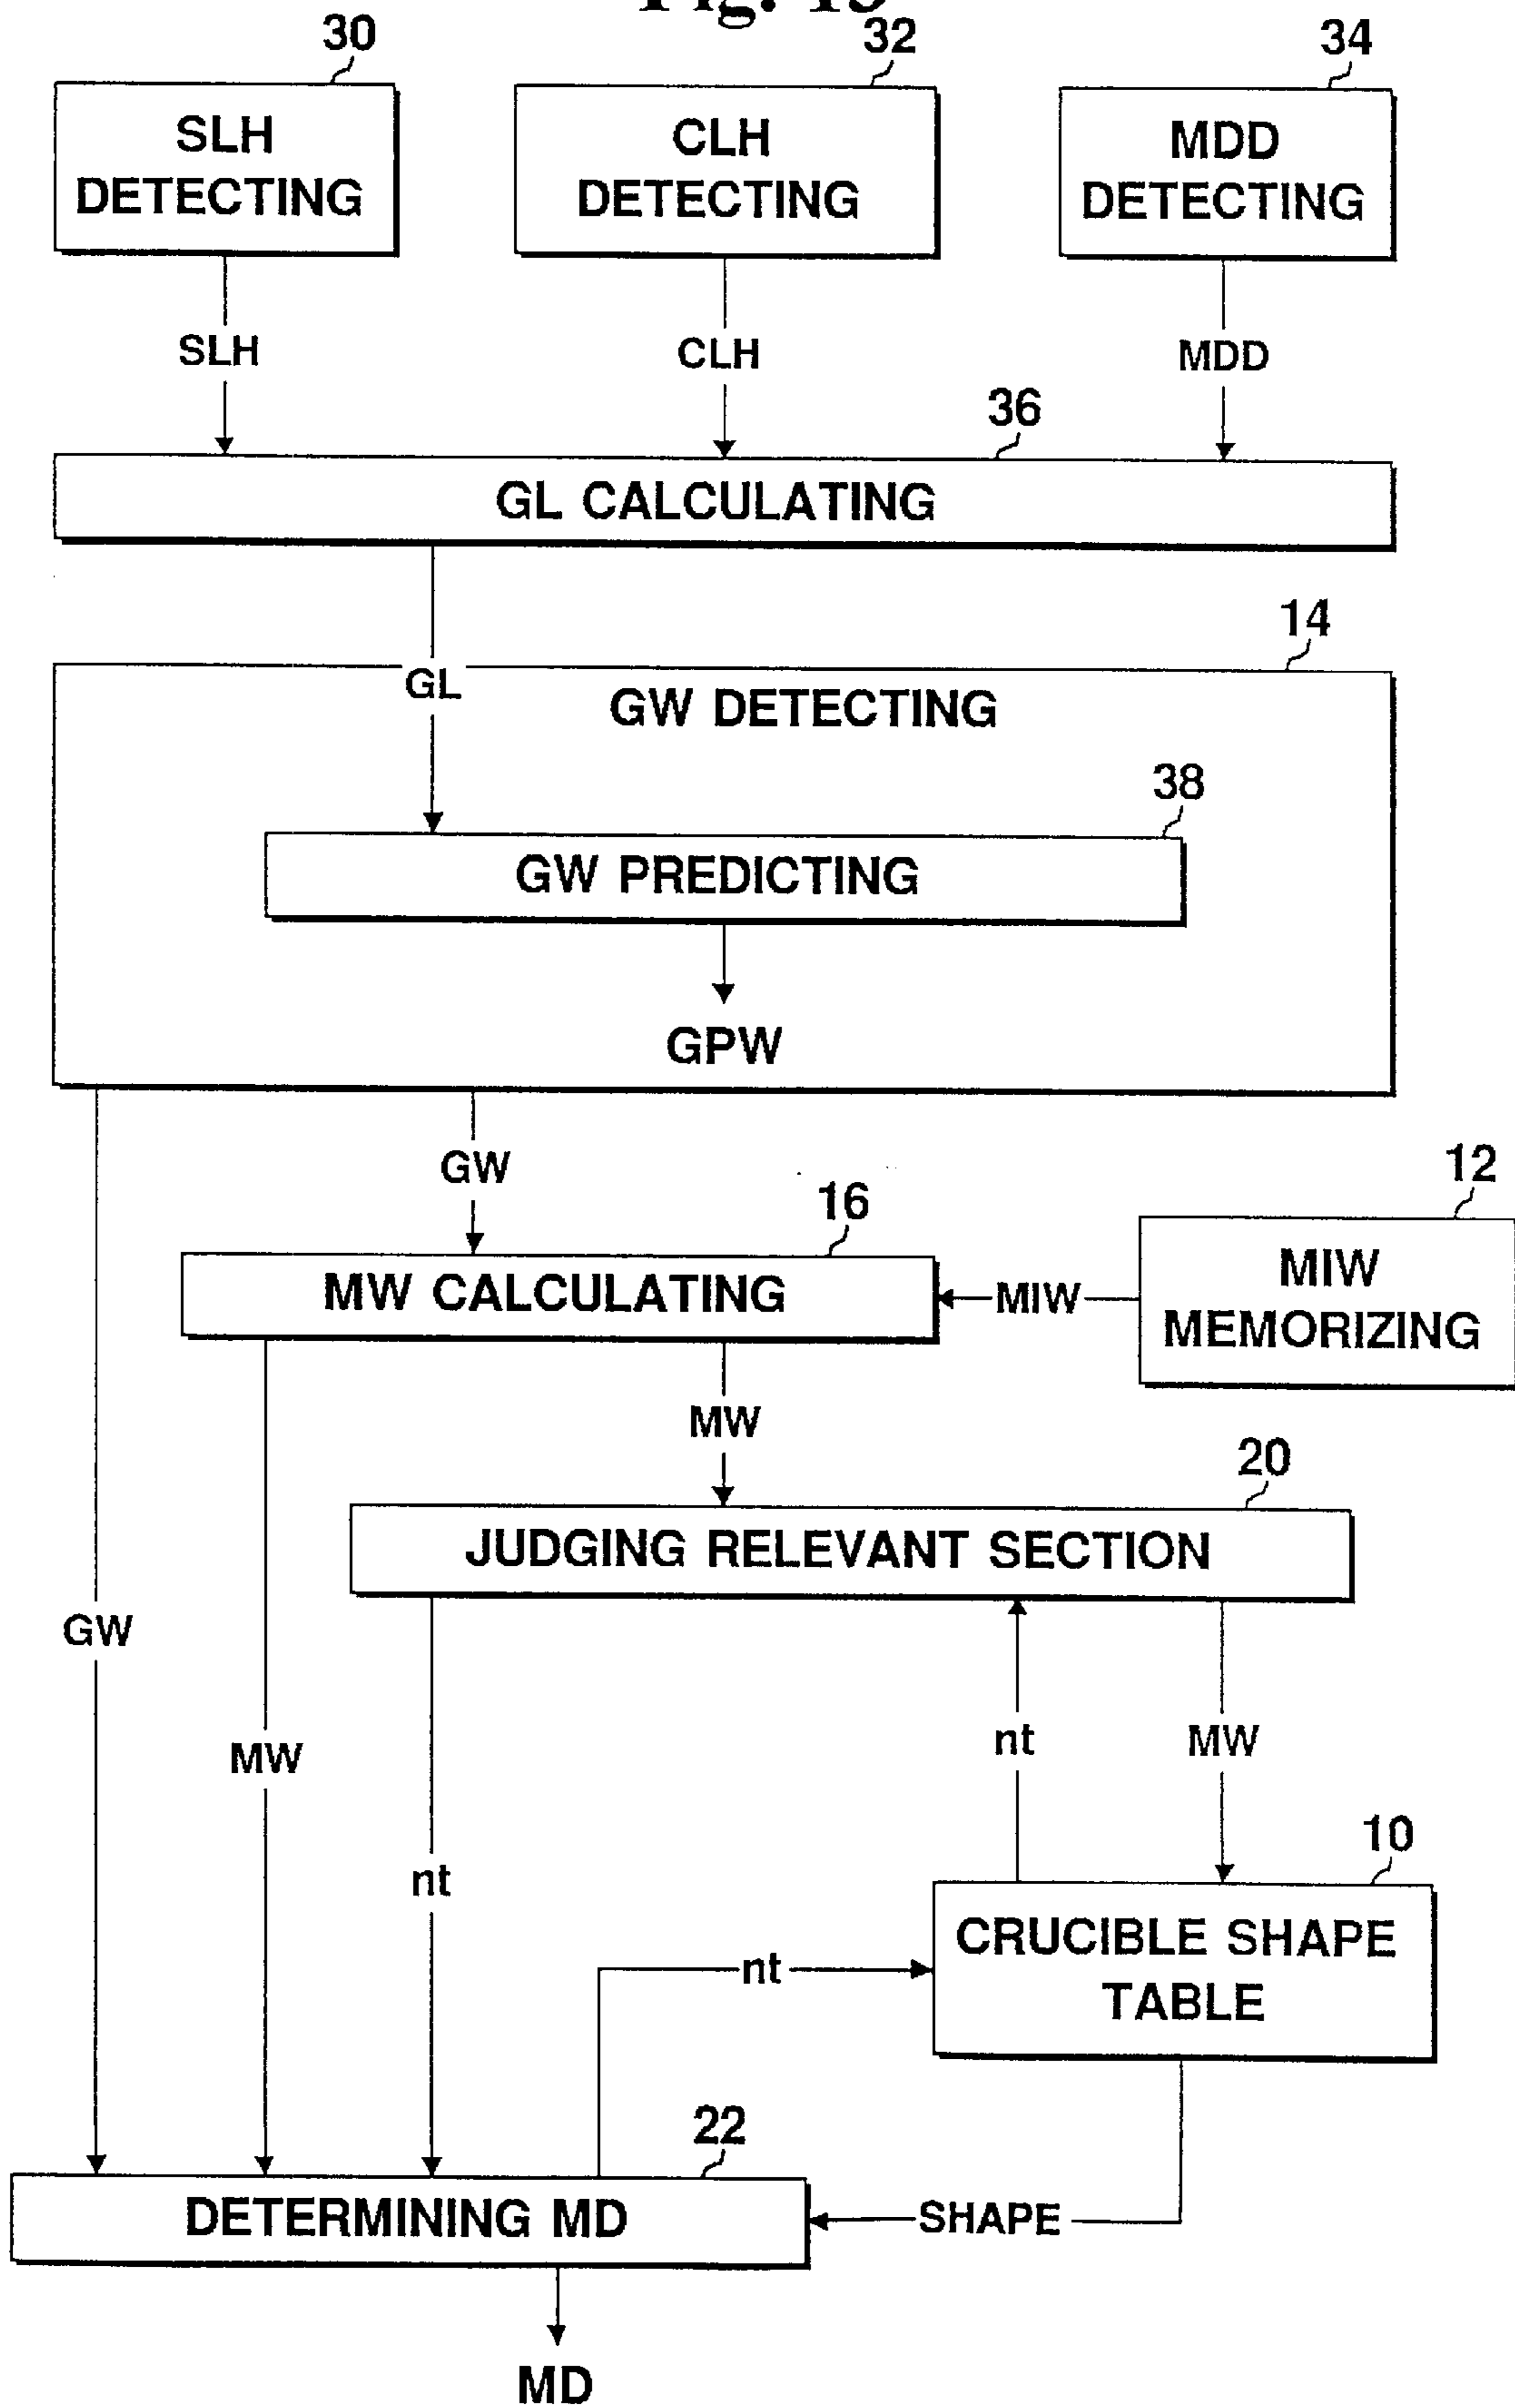 30
32
34
SLH
DETECTING
CLH
DETECTING
MDD
DETECTING
SLH
CLH
MDD
36
GL CALCULATING
14
GL
GW DETECTING
38
GW PREDICTING
GPW
GW
12
16
MW CALCULATING
MIW
MIW
MEMORIZING
MW
20
JUDGING RELEVANT SECTION
GW
MW
nt
nt
MW
10
CRUCIBLE SHAPE
TABLE
nt
22
DETERMINING MD
SHAPE
MD